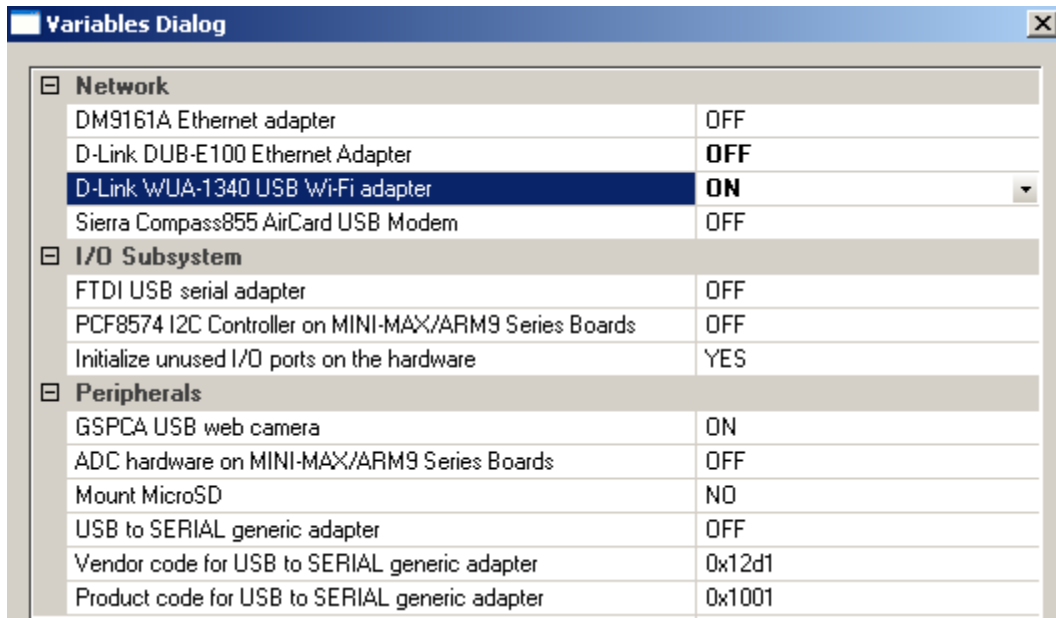 Variables Dialog
Network
DM9161A Ethernet adapter OFF
D-Link DUB-E100 Ethernet Adapter OFF
D-Link WUA-1340 USB Wi-Fi adapter ON
Sierra Compass855 AirCard USB Modem OFF
I/O Subsystem
FTDI USB serial adapter OFF
PCF8574 I2C Controller on MINI-MAX/ARM9 Series Boards OFF
Initialize unused I/O ports on the hardware YES
Peripherals
GSPCA USB web camera ON
ADC hardware on MINI-MAX/ARM9 Series Boards OFF
Mount MicroSD NO
USB to SERIAL generic adapter OFF
Vendor code for USB to SERIAL generic adapter 0x12d1
Product code for USB to SERIAL generic adapter 0x1001